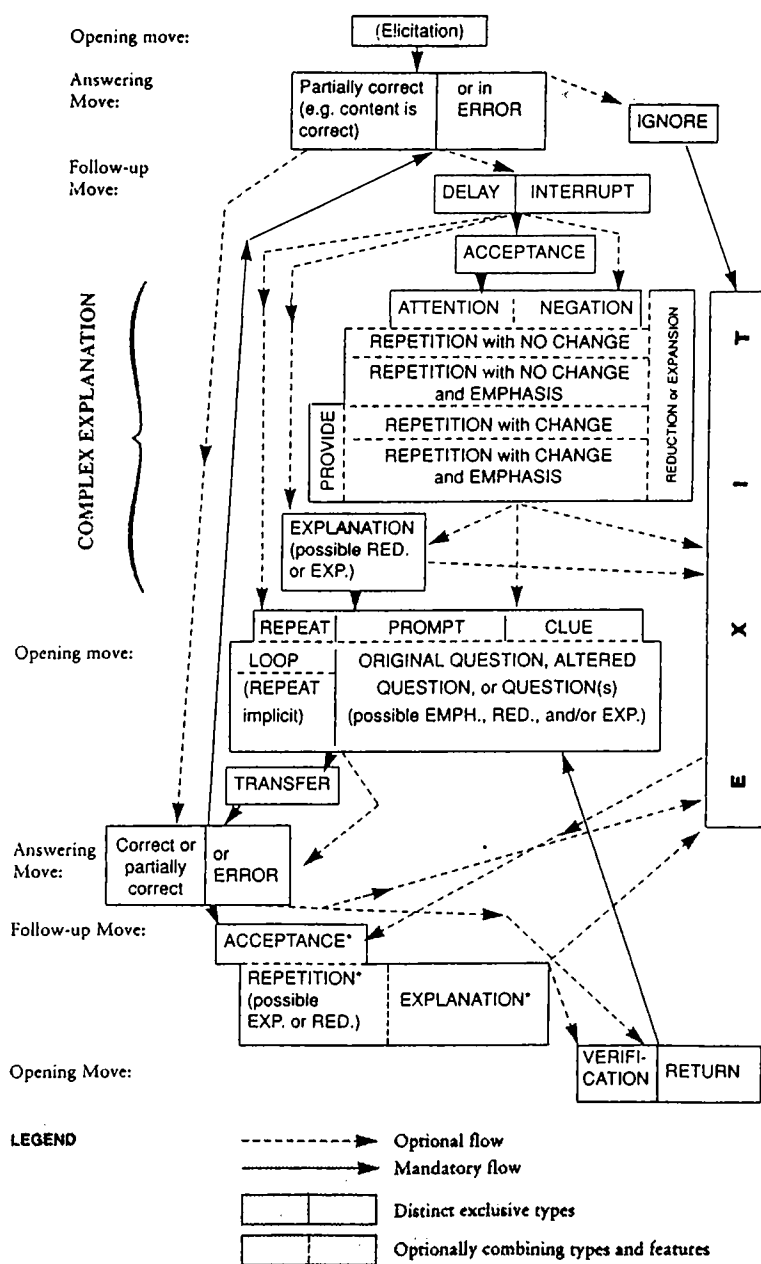 Opening move:
(Elicitation)
Answering
Move:
Partially correct
(e.g. content is
correct)
or in
ERROR
IGNORE
Follow-up
Move:
DELAY
INTERRUPT
ACCEPTANCE
COMPLEX EXPLANATION
ATTENTION
NEGATION
REPETITION with NO CHANGE
REPETITION with NO CHANGE
and EMPHASIS
PROVIDE
REPETITION with CHANGE
REPETITION with CHANGE
and EMPHASIS
REDUCTION or EXPANSION
E X I T
EXPLANATION
(possible RED.
or EXP.)
Opening move:
REPEAT
PROMPT
CLUE
LOOP
(REPEAT
implicit)
ORIGINAL QUESTION, ALTERED
QUESTION, or QUESTION(s)
(possible EMPH., RED., and/or EXP.)
TRANSFER
Answering
Move:
Correct or
partially
correct
or
ERROR
Follow-up Move:
ACCEPTANCE*
REPETITION*
(possible
EXP. or RED.)
EXPLANATION*
Opening Move:
VERIFI-
CATION
RETURN
LEGEND
Optional flow
Mandatory flow
Distinct exclusive types
Optionally combining types and features